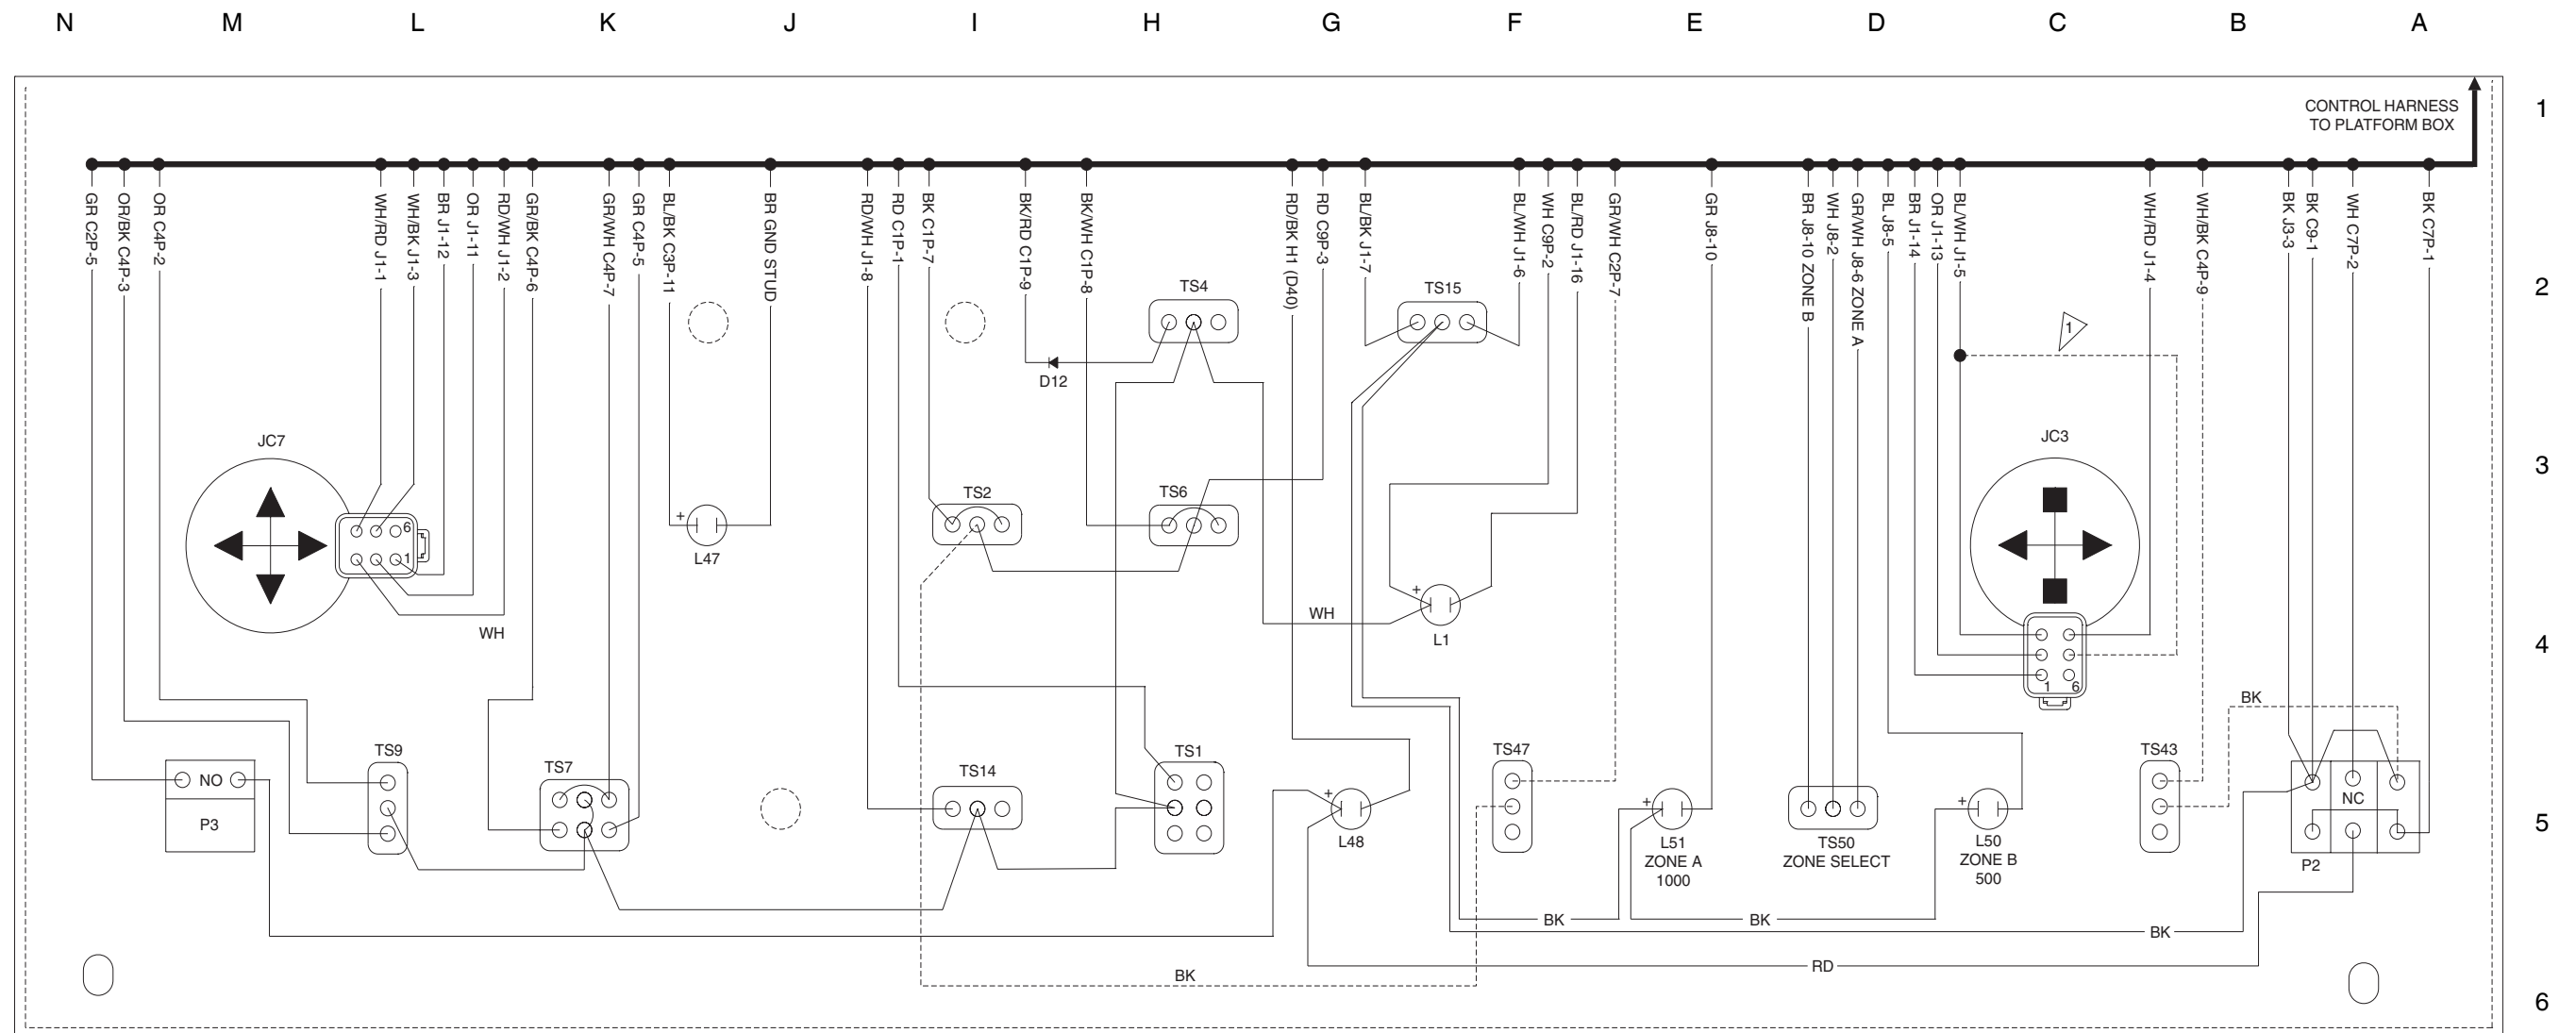 N M L K J I H G F E D C B A
1
CONTROL HARNESS
TO PLATFORM BOX
GR C2P-5
OR/BK C4P-3
OR C4P-2
WH/RD J1-1
WH/BK J1-3
BR J1-12
OR J1-11
RD/WH J1-2
GR/BK C4P-6
GR/WH C4P-7
GR C4P-5
BL/BK C3P-11
BR GND STUD
RD/WH J1-8
RD C1P-1
BK C1P-7
BK/RD C1P-9
BK/WH C1P-8
RD/BK H1 (D40)
RD C9P-3
BL/BK J1-7
BL/WH J1-6
WH C9P-2
BL/RD J1-16
GR/WH C2P-7
GR J8-10
BR J8-10 ZONE B
WH J8-2
GR/WH J8-6 ZONE A
BL J8-5
BR J1-14
OR J1-13
BL/WH J1-5
WH/RD J1-4
WH/BK C4P-9
BK J3-3
BK C9-1
WH C7P-2
BK C7P-1
2
TS4
TS15
1
D12
JC7
JC3
3
TS2
TS6
6
1
+
L47
+
WH
L1
WH
4
1 6
BK
TS9
TS7
TS14
TS1
TS47
TS43
NO
P3
+
L48
+
L51
ZONE A
1000
TS50
ZONE SELECT
+
L50
ZONE B
500
NC
P2
5
BK
BK
BK
RD
BK
6